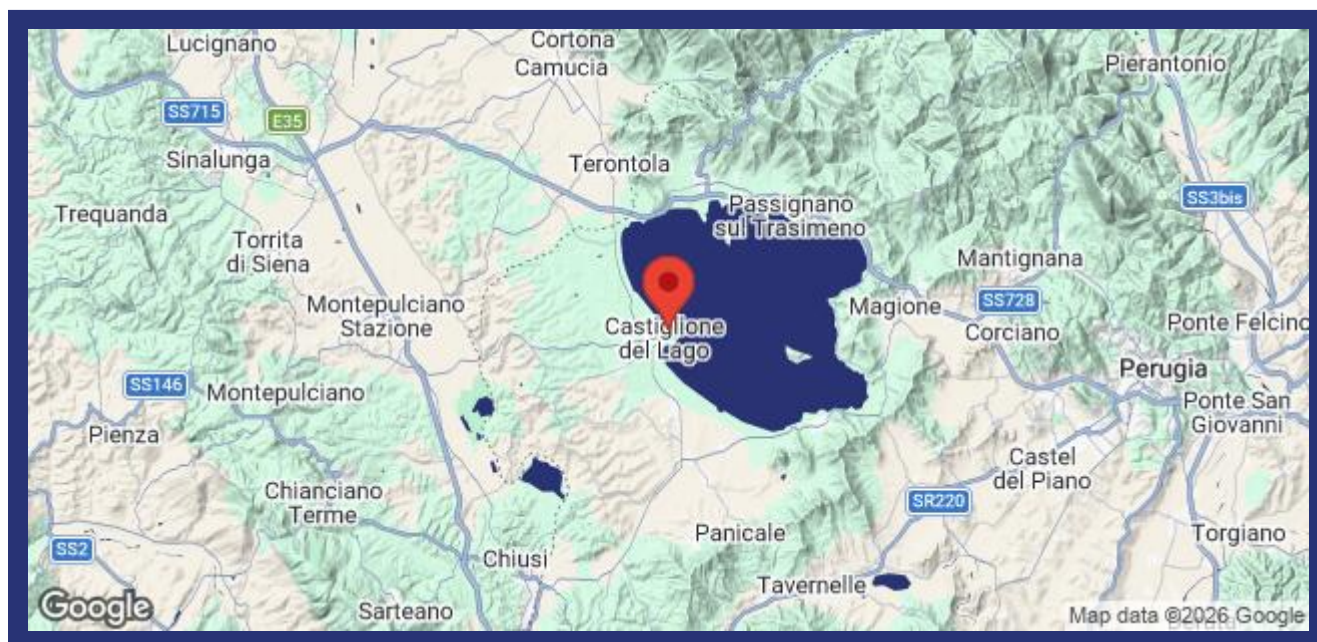 Lucignano
Cortona
Camucia
Pierantonio
SS715
E35
Sinalunga
Terontola
Trequanda
Passignano
sul Trasimeno
SS3bis
Torrita
di Siena
Mantignana
Montepulciano
Stazione
Magione
SS728
Corciano
Ponte Felcino
Castiglione
del Lago
SS146
Montepulciano
Perugia
Pienza
Ponte San
Giovanni
Castel
del Piano
Chianciano
Terme
SR220
SS2
Panicale
Torgiano
Chiusi
Tavernelle
Sarteano
Google
Map data ©2026 Google